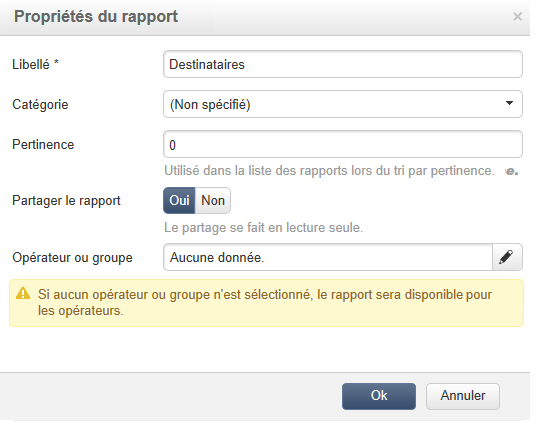 Propriétés du rapport ×
Libellé * Destinataires
Catégorie (Non spécifié)
Pertinence 0
Utilisé dans la liste des rapports lors du tri par pertinence. e.
Partager le rapport Oui Non
Le partage se fait en lecture seule.
Opérateur ou groupe Aucune donnée.
Si aucun opérateur ou groupe n'est sélectionné, le rapport sera disponible pour
les opérateurs.
Ok Annuler